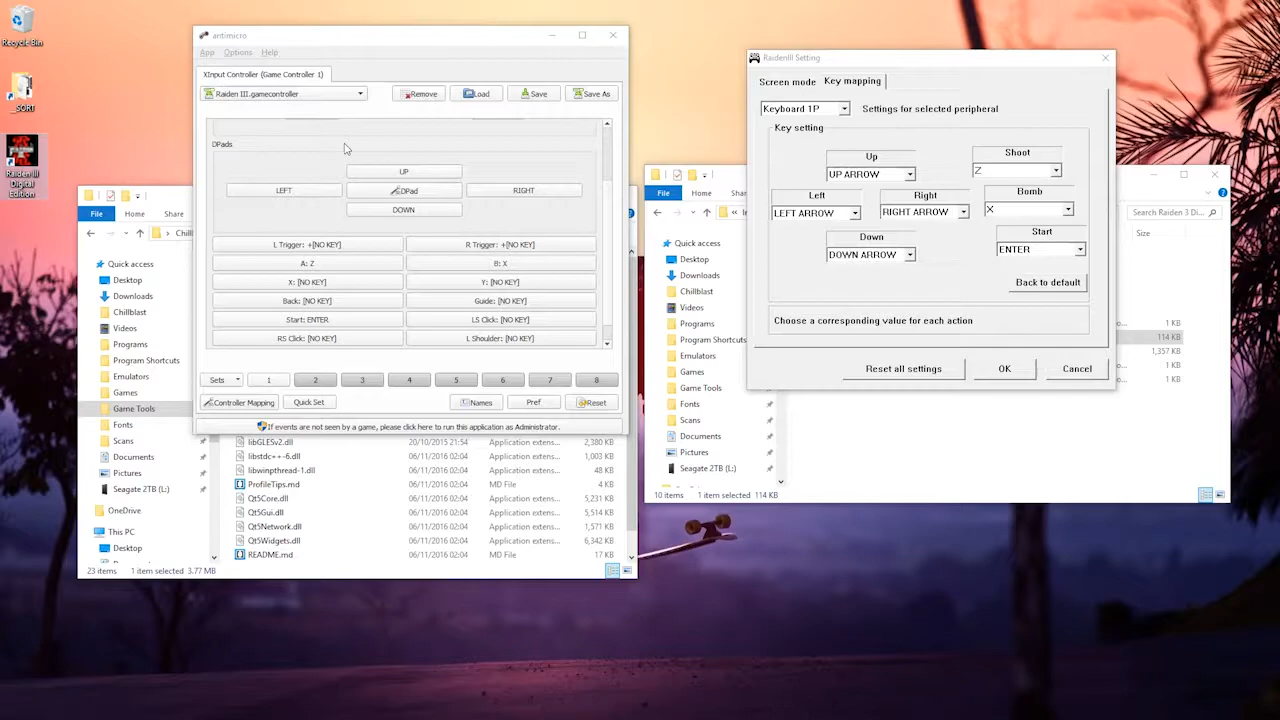 Recycle Bin
_SORT
Raiden III
Digital
Edition
antimicro
App Options Help
XInput Controller (Game Controller 1)
Raiden III.gamecontroller
Remove
Load
Save
Save As
DPads
UP
LEFT
DPad
RIGHT
DOWN
L Trigger: +[NO KEY]
R Trigger: +[NO KEY]
A: Z
B: X
X: [NO KEY]
Y: [NO KEY]
Back: [NO KEY]
Guide: [NO KEY]
Start: ENTER
LS Click: [NO KEY]
RS Click: [NO KEY]
L Shoulder: [NO KEY]
Sets
1
2
3
4
5
6
7
8
Controller Mapping
Quick Set
Names
Pref
Reset
If events are not seen by a game, please click here to run this application as Administrator.
RaidenIII Setting
Screen mode
Key mapping
Keyboard 1P
Settings for selected peripheral
Key setting
Up
UP ARROW
Shoot
Z
Left
LEFT ARROW
Right
RIGHT ARROW
Bomb
X
Down
DOWN ARROW
Start
ENTER
Back to default
Choose a corresponding value for each action
Reset all settings
OK
Cancel
File
Home
Share
Quick access
Desktop
Downloads
Chillblast
Videos
Programs
Program Shortcuts
Emulators
Games
Game Tools
Fonts
Scans
Documents
Pictures
Seagate 2TB (L:)
OneDrive
This PC
Desktop
libGLESv2.dll 20/10/2015 21:54 Application exten... 2,380 KB
libstdc++-6.dll 06/11/2016 02:04 Application exten... 1,003 KB
libwinpthread-1.dll 06/11/2016 02:04 Application exten... 48 KB
ProfileTips.md 06/11/2016 02:04 MD File 4 KB
Qt5Core.dll 06/11/2016 02:04 Application exten... 5,231 KB
Qt5Gui.dll 06/11/2016 02:04 Application exten... 5,514 KB
Qt5Network.dll 06/11/2016 02:04 Application exten... 1,571 KB
Qt5Widgets.dll 06/11/2016 02:04 Application exten... 6,342 KB
README.md 06/11/2016 02:04 MD File 17 KB
23 items 1 item selected 3.77 MB
File
Home
Search Raiden 3 Di...
Size
Quick access
Desktop
Downloads
Chillblast
Videos
Programs
Program Shortcuts
Emulators
Games
Game Tools
Fonts
Scans
Documents
Pictures
Seagate 2TB (L:)
1 KB
114 KB
1,357 KB
1 KB
10 items 1 item selected 114 KB